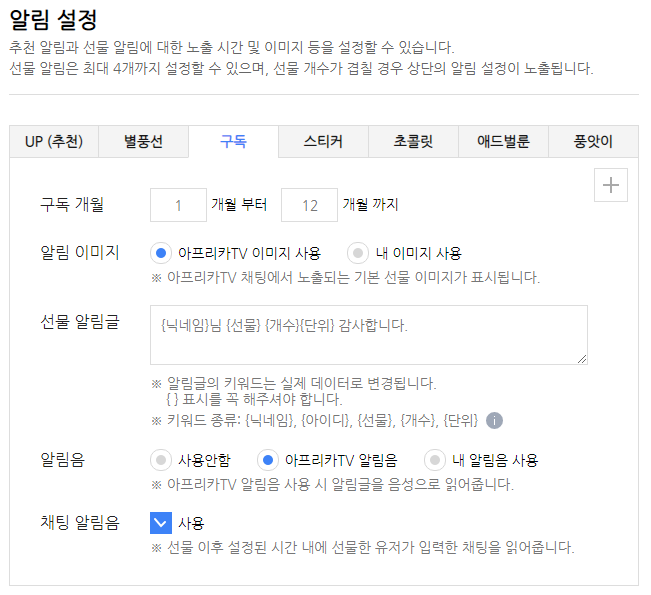 알림 설정
추천 알림과 선물 알림에 대한 노출 시간 및 이미지 등을 설정할 수 있습니다.
선물 알림은 최대 4개까지 설정할 수 있으며, 선물 개수가 겹칠 경우 상단의 알림 설정이 노출됩니다.
UP (추천) 별풍선 구독 스티커 초콜릿 애드벌룬 풍앗이
구독 개월 1 개월 부터 12 개월 까지
알림 이미지 아프리카TV 이미지 사용 내 이미지 사용
※ 아프리카TV 채팅에서 노출되는 기본 선물 이미지가 표시됩니다.
선물 알림글 {닉네임}님 {선물} {개수}{단위} 감사합니다.
※ 알림글의 키워드는 실제 데이터로 변경됩니다.
{ } 표시를 꼭 해주셔야 합니다.
※ 키워드 종류: {닉네임}, {아이디}, {선물}, {개수}, {단위} i
알림음 사용안함 아프리카TV 알림음 내 알림음 사용
※ 아프리카TV 알림음 사용 시 알림글을 음성으로 읽어줍니다.
채팅 알림음 사용
※ 선물 이후 설정된 시간 내에 선물한 유저가 입력한 채팅을 읽어줍니다.